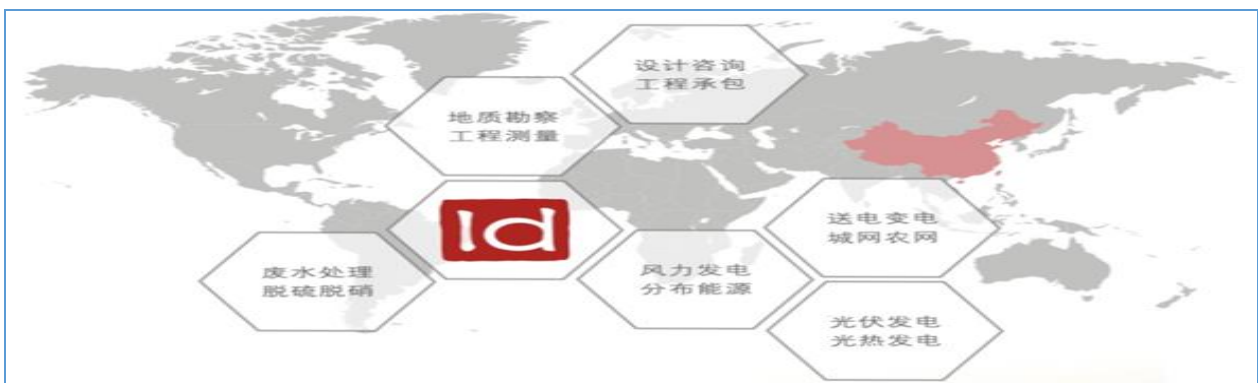 设计咨询
工程承包
地质勘察
工程测量
ld
送电变电
城网农网
废水处理
脱硫脱硝
风力发电
分布能源
光伏发电
光热发电